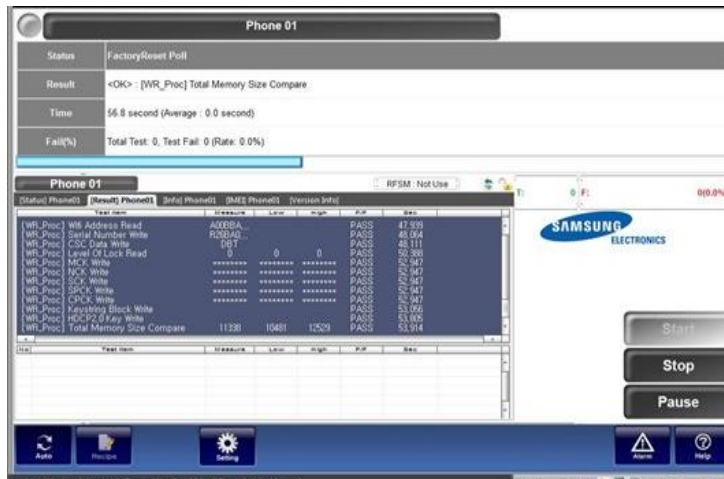 Phone 01
Status FactoryReset Poll
Result <OK> : [WR_Proc] Total Memory Size Compare
Time 56.8 second (Average : 0.0 second)
Fail(%) Total Test: 0, Test Fail: 0 (Rate: 0.0%)
Phone 01 RFSM : Not Use T: 0 F: 0(0.0%
[Status] Phone01 [Result] Phone01 [Info] Phone01 [IMEI] Phone01 [Version Info]
Test Item Measure Low High P/F Sec
[WR_Proc] Wifi Address Read A00BBA... PASS 47,939
[WR_Proc] Serial Number Write R28BA0... PASS 48,064
[WR_Proc] CSC Data Write DBT PASS 48,111
[WR_Proc] Level Of Lock Read 0 0 0 PASS 50,388
[WR_Proc] MCK Write ******** ******** ******** PASS 52,947
[WR_Proc] NCK Write ******** ******** ******** PASS 52,947
[WR_Proc] SCK Write ******** ******** ******** PASS 52,947
[WR_Proc] SPCK Write ******** ******** ******** PASS 52,947
[WR_Proc] CPCK Write ******** ******** ******** PASS 52,947
[WR_Proc] Keystring Block Write PASS 53,056
[WR_Proc] HDCP2.0 Key Write PASS 53,805
[WR_Proc] Total Memory Size Compare 11338 10481 12529 PASS 53,914
SAMSUNG
ELECTRONICS
No Test Item Measure Low High P/F Sec
Start
Stop
Pause
Auto Recipe Setting Alarm Help